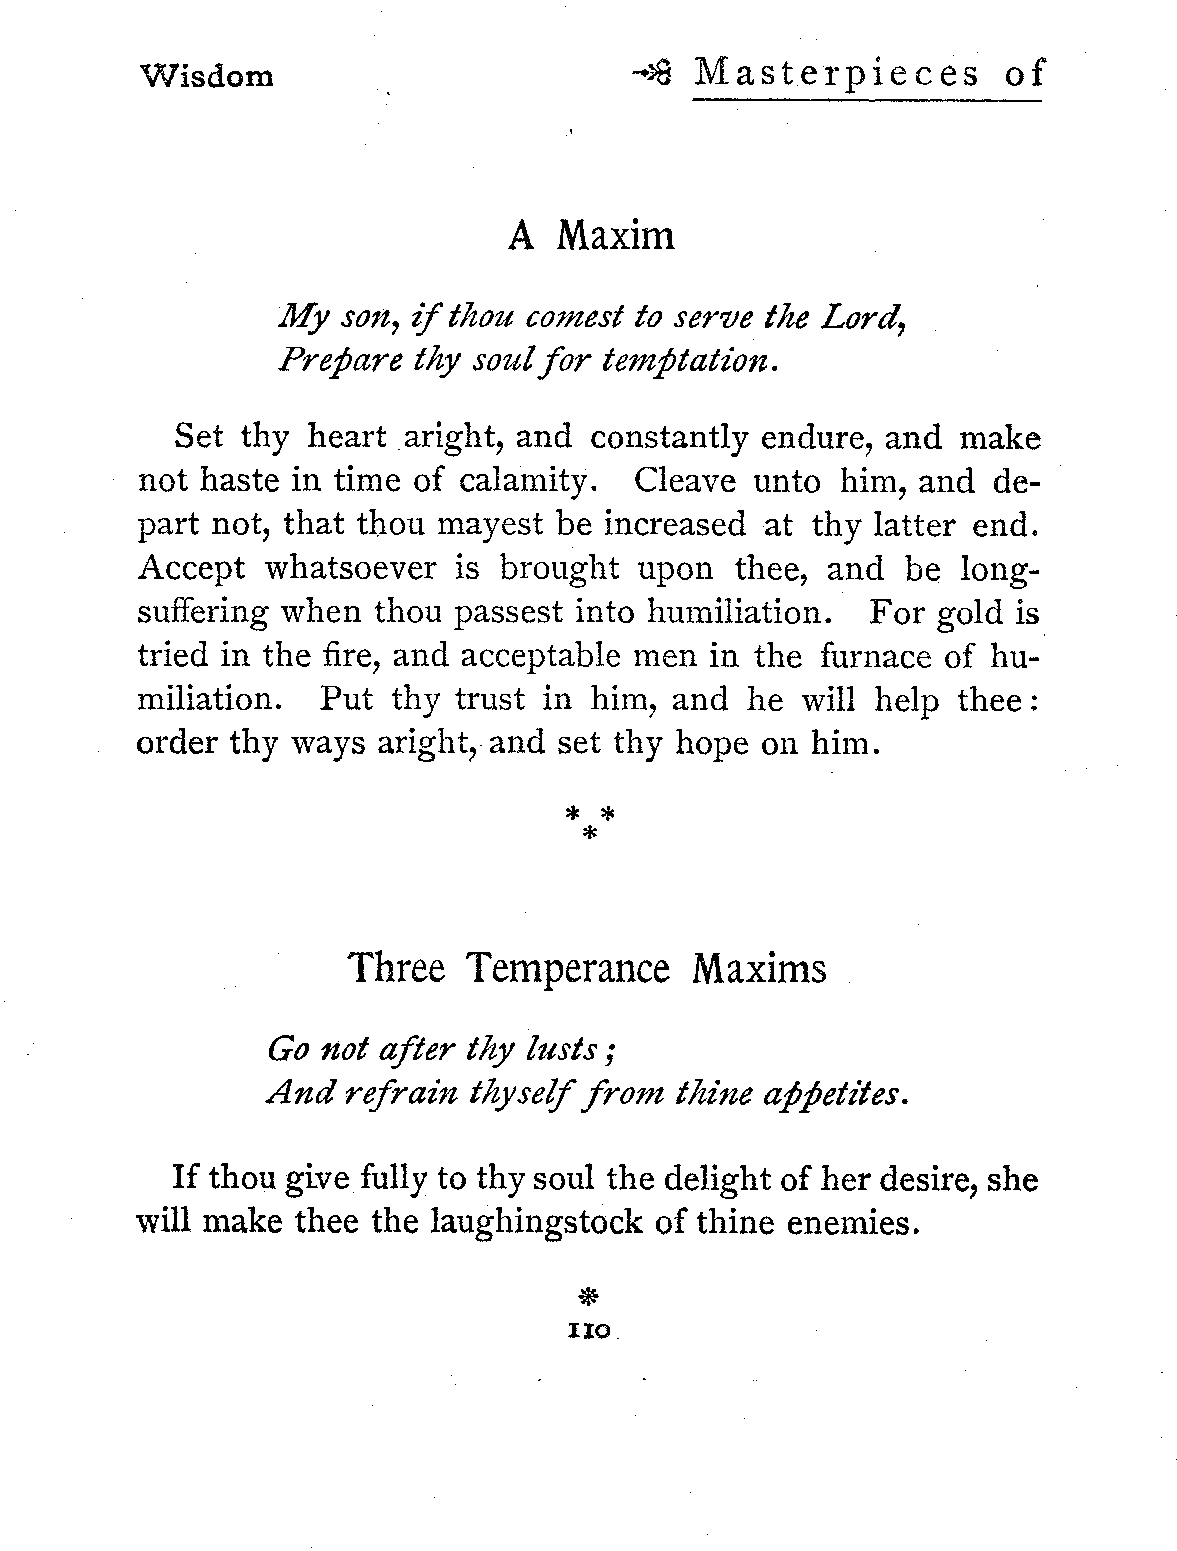 Wisdom Masterpieces of
A Maxim
My son, if thou comest to serve the Lord,
Prepare thy soul for temptation.
Set thy heart aright, and constantly endure, and make
not haste in time of calamity. Cleave unto him, and de-
part not, that thou mayest be increased at thy latter end.
Accept whatsoever is brought upon thee, and be long-
suffering when thou passest into humiliation. For gold is
tried in the fire, and acceptable men in the furnace of hu-
miliation. Put thy trust in him, and he will help thee:
order thy ways aright, and set thy hope on him.
* *
*
Three Temperance Maxims
Go not after thy lusts;
And refrain thyself from thine appetites.
If thou give fully to thy soul the delight of her desire, she
will make thee the laughingstock of thine enemies.
*
110